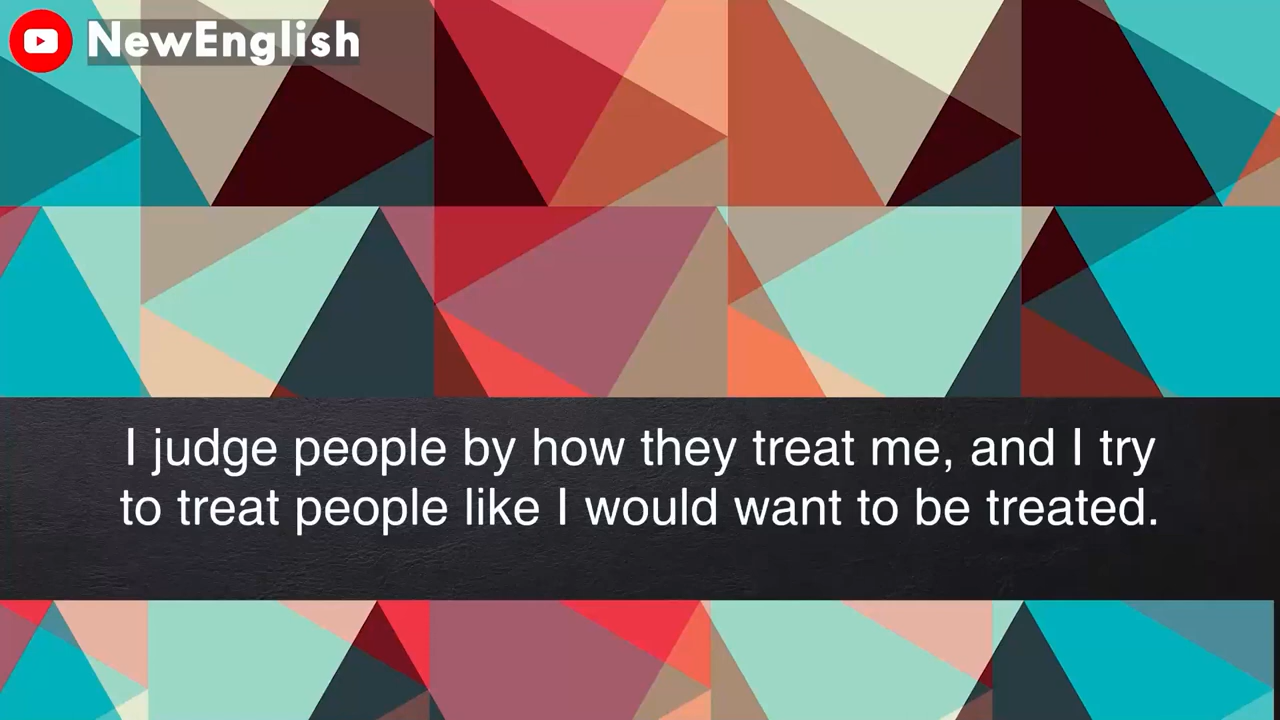 NewEnglish
I judge people by how they treat me, and I try
to treat people like I would want to be treated.